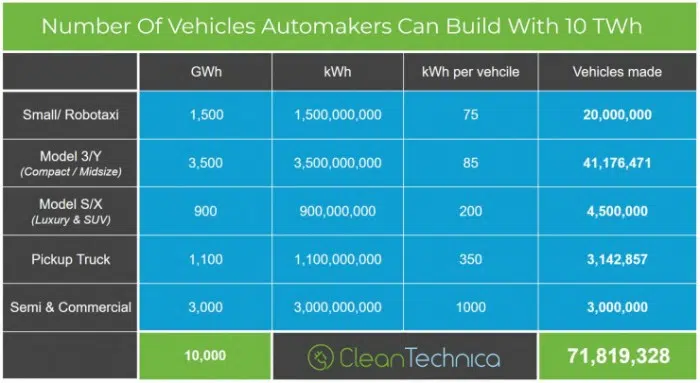 Number Of Vehicles Automakers Can Build With 10 TWh
GWh kWh kWh per vehcile Vehicles made
Small/ Robotaxi 1,500 1,500,000,000 75 20,000,000
Model 3/Y
(Compact / Midsize) 3,500 3,500,000,000 85 41,176,471
Model S/X
(Luxury & SUV) 900 900,000,000 200 4,500,000
Pickup Truck 1,100 1,100,000,000 350 3,142,857
Semi & Commercial 3,000 3,000,000,000 1000 3,000,000
10,000 CleanTechnica 71,819,328